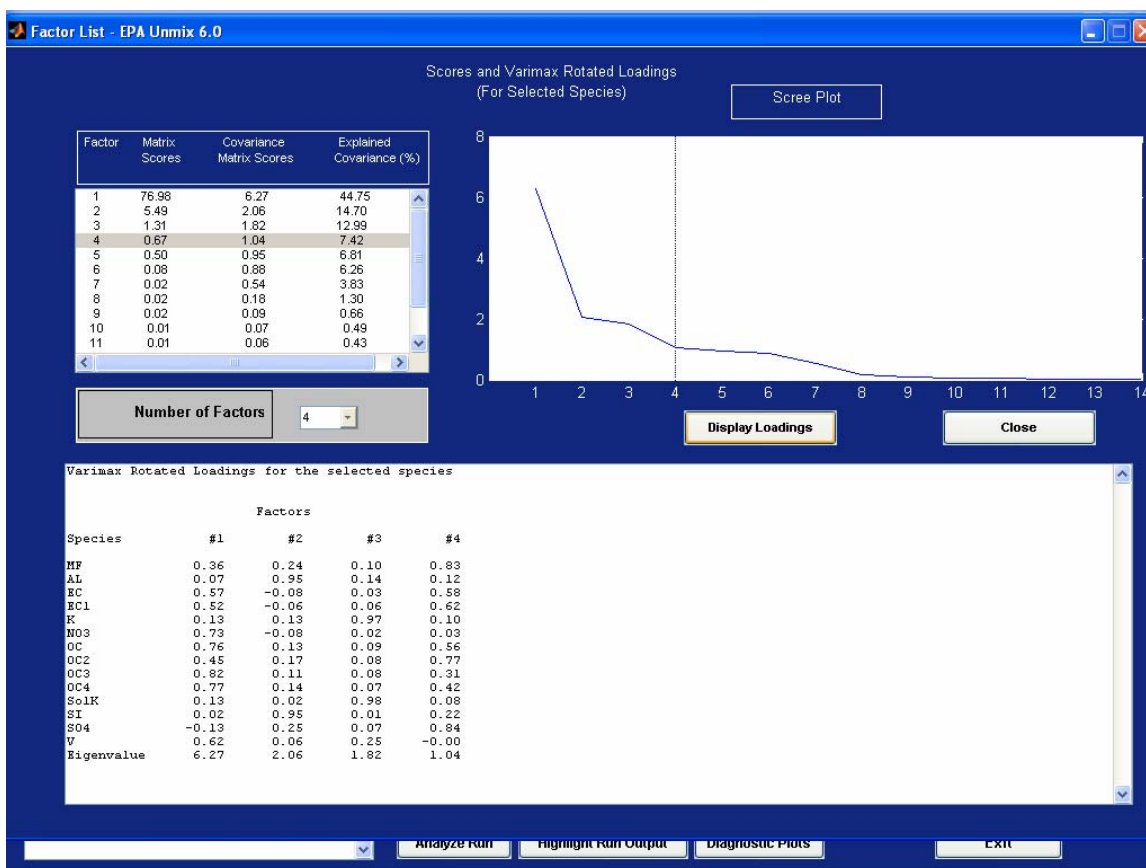 Factor List - EPA Unmix 6.0
Scores and Varimax Rotated Loadings
(For Selected Species)
Scree Plot
Factor Matrix Covariance Explained
Scores Matrix Scores Covariance (%)
1 76.98 6.27 44.75
2 5.49 2.06 14.70
3 1.31 1.82 12.99
4 0.67 1.04 7.42
5 0.50 0.95 6.81
6 0.08 0.88 6.26
7 0.02 0.54 3.83
8 0.02 0.18 1.30
9 0.02 0.09 0.66
10 0.01 0.07 0.49
11 0.01 0.06 0.43
8
6
4
2
0
1 2 3 4 5 6 7 8 9 10 11 12 13 14
Number of Factors 4
Display Loadings Close
Varimax Rotated Loadings for the selected species
Factors
Species #1 #2 #3 #4
MF 0.36 0.24 0.10 0.83
AL 0.07 0.95 0.14 0.12
EC 0.57 -0.08 0.03 0.58
EC1 0.52 -0.06 0.06 0.62
K 0.13 0.13 0.97 0.10
NO3 0.73 -0.08 0.02 0.03
OC 0.76 0.13 0.09 0.56
OC2 0.45 0.17 0.08 0.77
OC3 0.82 0.11 0.08 0.31
OC4 0.77 0.14 0.07 0.42
SolK 0.13 0.02 0.98 0.08
SI 0.02 0.95 0.01 0.22
SO4 -0.13 0.25 0.07 0.84
V 0.62 0.06 0.25 -0.00
Eigenvalue 6.27 2.06 1.82 1.04
Analyze Run Highlight Run Output Diagnostic Plots Exit